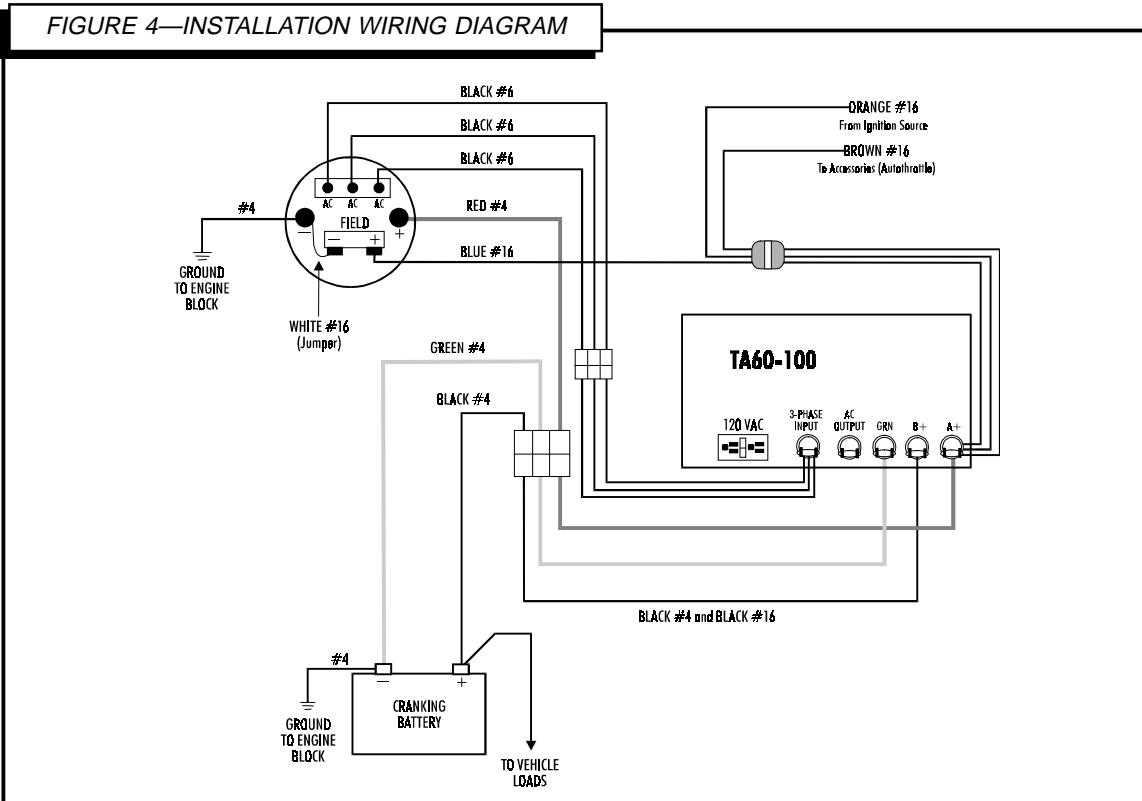 FIGURE 4—INSTALLATION WIRING DIAGRAM
BLACK #6
BLACK #6
BLACK #6
ORANGE #16
From Ignition Source
BROWN #16
To Accessories (Autothrottle)
AC AC AC
#4
RED #4
FIELD
− +
− +
BLUE #16
GROUND
TO ENGINE
BLOCK
WHITE #16
(Jumper)
GREEN #4
BLACK #4
TA60-100
120 VAC
3-PHASE
INPUT
AC
OUTPUT
GRN
B+
A+
BLACK #4 and BLACK #16
#4
− +
CRANKING
BATTERY
GROUND
TO ENGINE
BLOCK
TO VEHICLE
LOADS